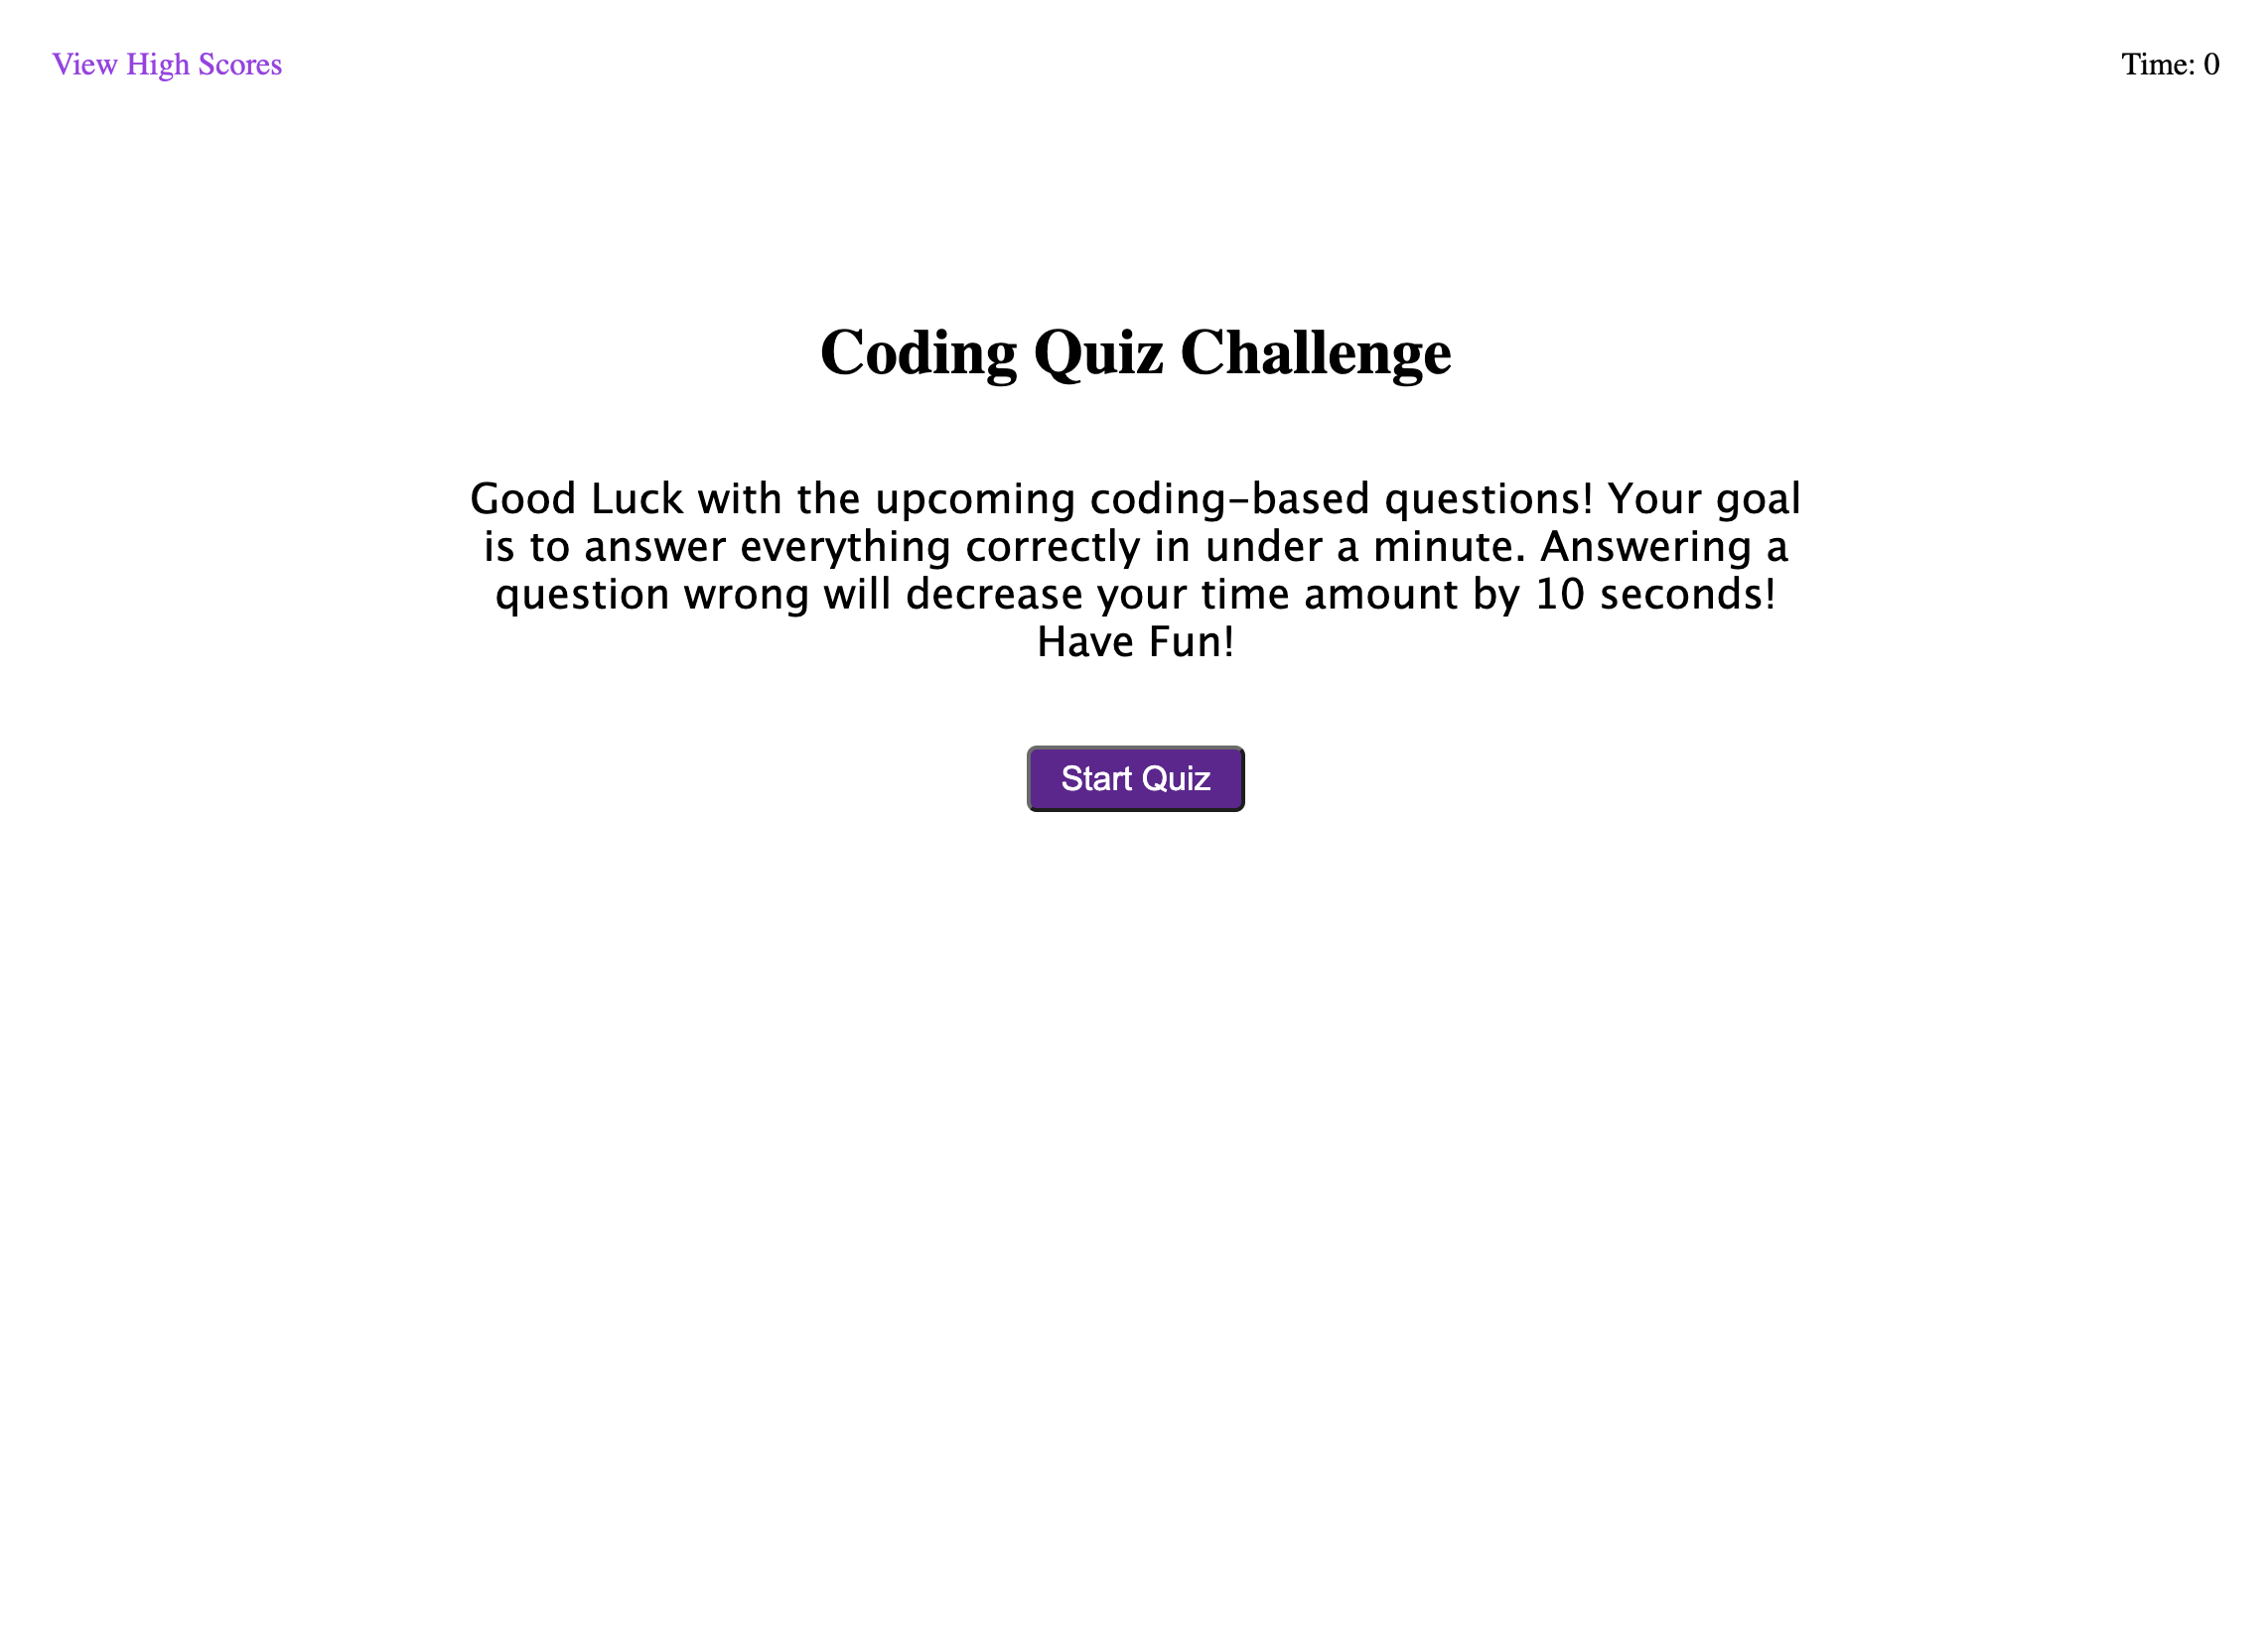 View High Scores
Time: 0
Coding Quiz Challenge
Good Luck with the upcoming coding-based questions! Your goal
is to answer everything correctly in under a minute. Answering a
question wrong will decrease your time amount by 10 seconds!
Have Fun!
Start Quiz